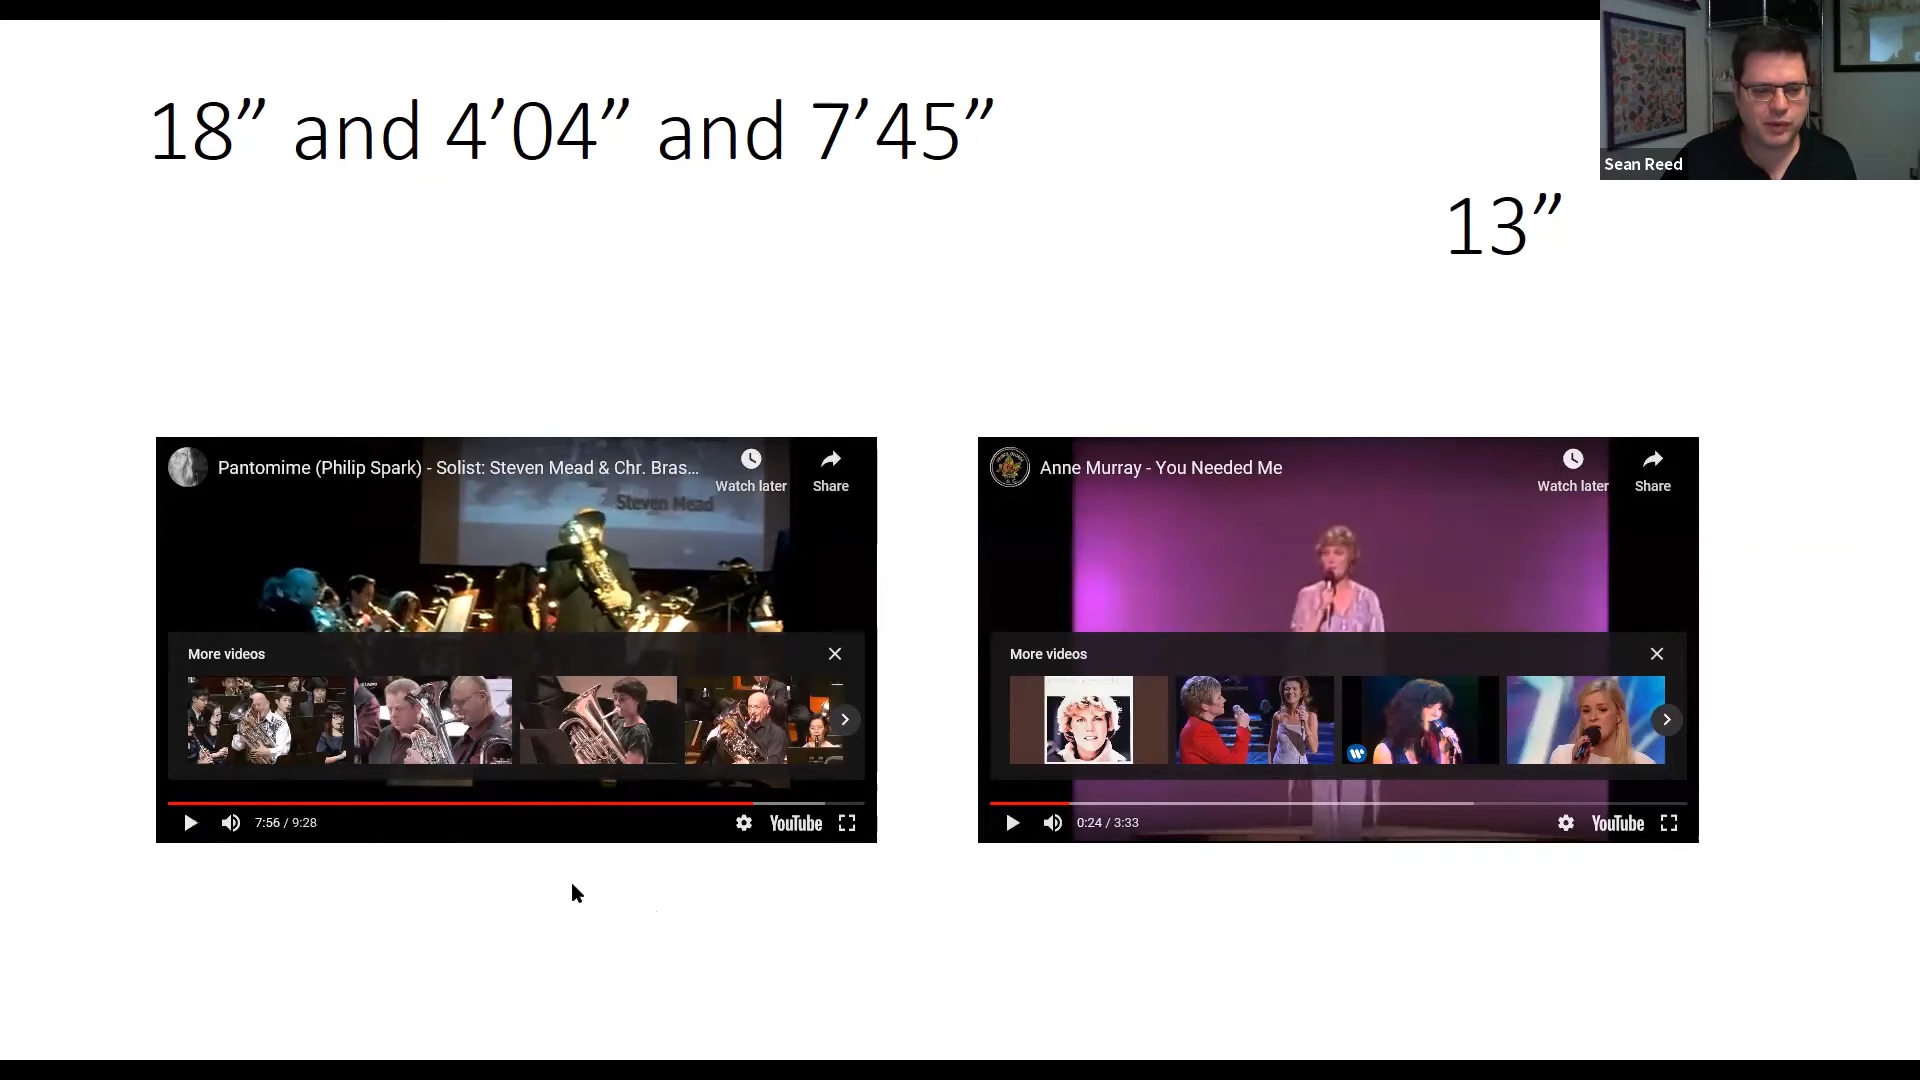 18” and 4’04” and 7’45”
Sean Reed
13”
Pantomime (Philip Spark) - Solist: Steven Mead & Chr. Bras...
Watch later
Share
Steven Mead
More videos
7:56 / 9:28
YouTube
Anne Murray - You Needed Me
Watch later
Share
More videos
0:24 / 3:33
YouTube